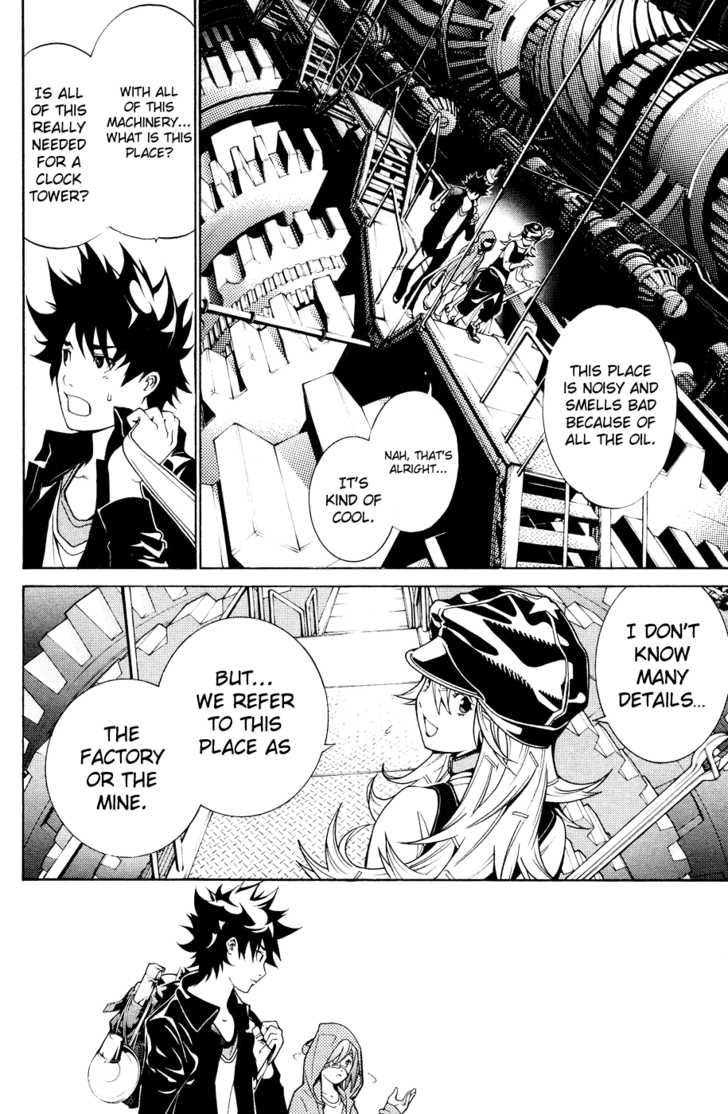 THIS PLACE
IS NOISY AND
SMELLS BAD
BECAUSE OF
ALL THE OIL.
NAH, THAT'S
ALRIGHT...
IT'S
KIND OF
COOL.
WITH ALL
OF THIS
MACHINERY...
WHAT IS THIS
PLACE?
IS ALL
OF THIS
REALLY
NEEDED
FOR A
CLOCK
TOWER?
I DON'T
KNOW
MANY
DETAILS...
BUT...
WE REFER
TO THIS
PLACE AS
THE
FACTORY
OR THE
MINE.